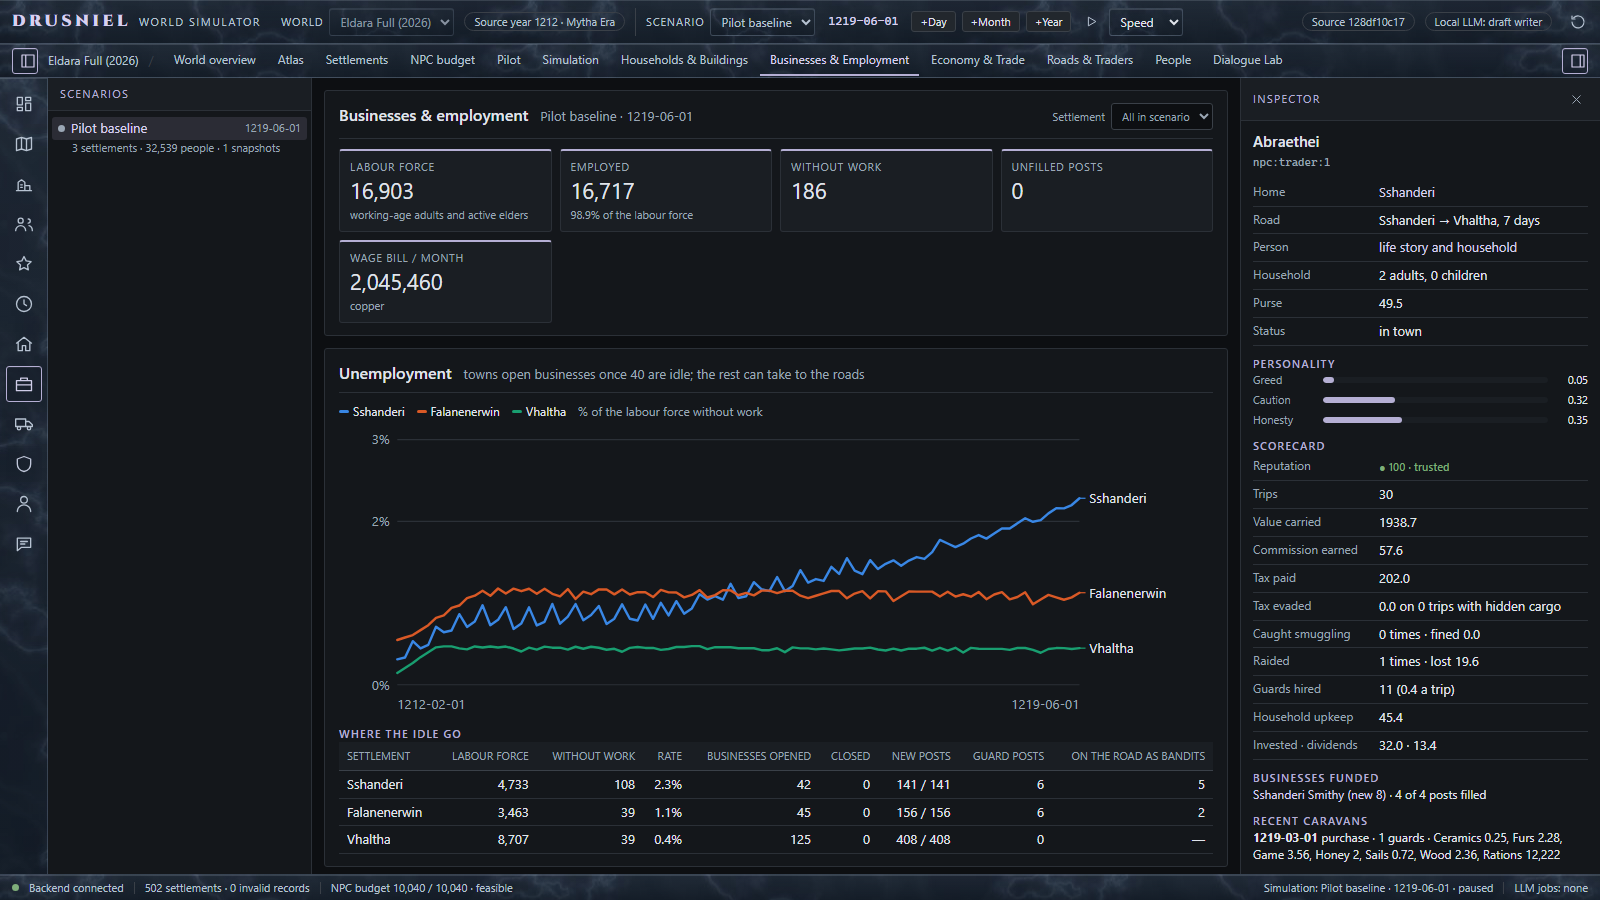 DRUSNIEL WORLD SIMULATOR WORLD Eldara Full (2026) Source year 1212 · Mytha Era SCENARIO Pilot baseline 1219-06-01 +Day +Month +Year Speed Source 128df10c17 Local LLM: draft writer
Eldara Full (2026) / World overview Atlas Settlements NPC budget Pilot Simulation Households & Buildings Businesses & Employment Economy & Trade Roads & Traders People Dialogue Lab
SCENARIOS
Pilot baseline 1219-06-01
3 settlements · 32,539 people · 1 snapshots
Businesses & employment Pilot baseline · 1219-06-01 Settlement All in scenario
LABOUR FORCE
16,903
working-age adults and active elders
EMPLOYED
16,717
98.9% of the labour force
WITHOUT WORK
186
UNFILLED POSTS
0
WAGE BILL / MONTH
2,045,460
copper
Unemployment towns open businesses once 40 are idle; the rest can take to the roads
Sshanderi Falanenerwin Vhaltha % of the labour force without work
3%
2%
0%
Sshanderi
Falanenerwin
Vhaltha
1212-02-01 1219-06-01
WHERE THE IDLE GO
SETTLEMENT LABOUR FORCE WITHOUT WORK RATE BUSINESSES OPENED CLOSED NEW POSTS GUARD POSTS ON THE ROAD AS BANDITS
Sshanderi 4,733 108 2.3% 42 0 141 / 141 6 5
Falanenerwin 3,463 39 1.1% 45 0 156 / 156 6 2
Vhaltha 8,707 39 0.4% 125 0 408 / 408 0 —
INSPECTOR
Abraethei
npc:trader:1
Home Sshanderi
Road Sshanderi → Vhaltha, 7 days
Person life story and household
Household 2 adults, 0 children
Purse 49.5
Status in town
PERSONALITY
Greed 0.05
Caution 0.32
Honesty 0.35
SCORECARD
Reputation ● 100 · trusted
Trips 30
Value carried 1938.7
Commission earned 57.6
Tax paid 202.0
Tax evaded 0.0 on 0 trips with hidden cargo
Caught smuggling 0 times · fined 0.0
Raided 1 times · lost 19.6
Guards hired 11 (0.4 a trip)
Household upkeep 45.4
Invested · dividends 32.0 · 13.4
BUSINESSES FUNDED
Sshanderi Smithy (new 8) · 4 of 4 posts filled
RECENT CARAVANS
1219-03-01 purchase · 1 guards · Ceramics 0.25, Furs 2.28,
Game 3.56, Honey 2, Sails 0.72, Wood 2.36, Rations 12,222
Backend connected 502 settlements · 0 invalid records NPC budget 10,040 / 10,040 · feasible Simulation: Pilot baseline · 1219-06-01 · paused LLM jobs: none